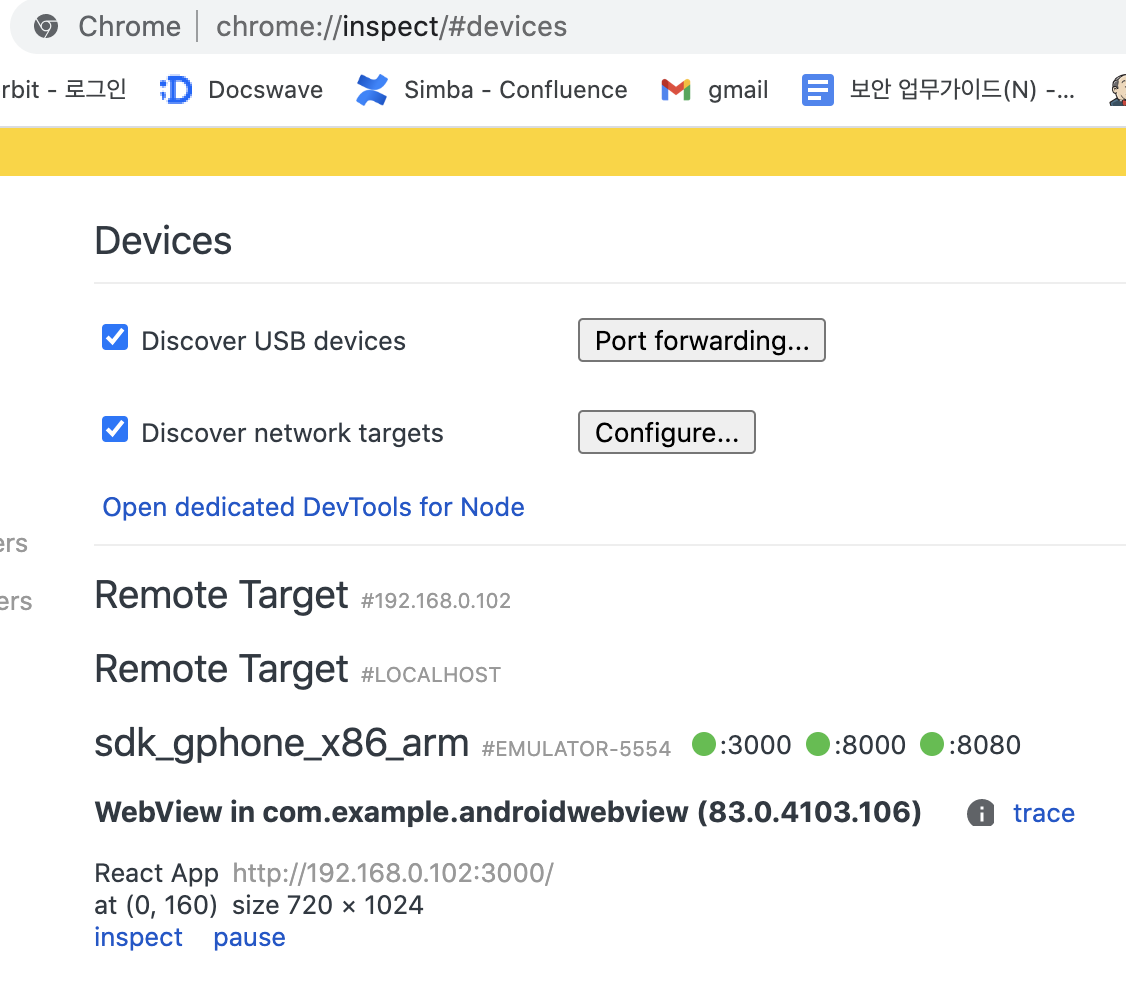 Chrome | chrome://inspect/#devices
rbit - 로그인 Docswave Simba - Confluence gmail 보안 업무가이드(N) -...
Devices
Discover USB devices Port forwarding...
Discover network targets Configure...
Open dedicated DevTools for Node
ers
Remote Target #192.168.0.102
ers
Remote Target #LOCALHOST
sdk_gphone_x86_arm #EMULATOR-5554 :3000 :8000 :8080
WebView in com.example.androidwebview (83.0.4103.106) trace
React App http://192.168.0.102:3000/
at (0, 160) size 720 × 1024
inspect pause